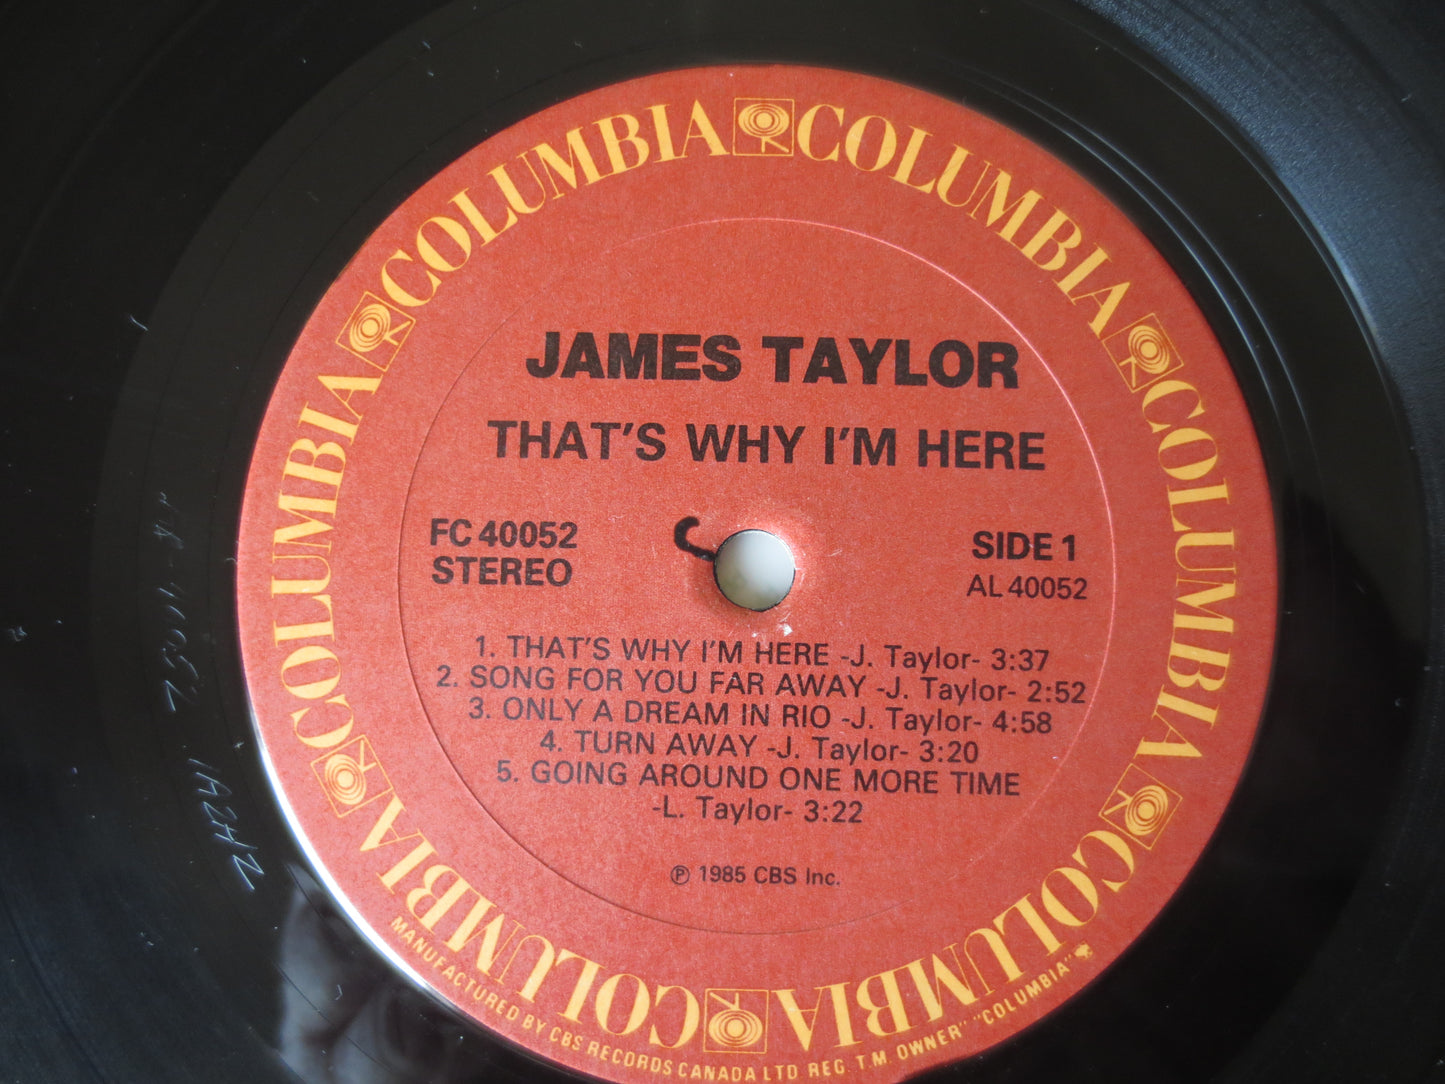 COLUMBIA COLUMBIA COLUMBIA COLUMBIA COLUMBIA COLUMBIA COLUMBIA
JAMES TAYLOR
THAT'S WHY I'M HERE
FC 40052
STEREO
SIDE 1
AL 40052
1. THAT'S WHY I'M HERE -J. Taylor- 3:37
2. SONG FOR YOU FAR AWAY -J. Taylor- 2:52
3. ONLY A DREAM IN RIO -J. Taylor- 4:58
4. TURN AWAY -J. Taylor- 3:20
5. GOING AROUND ONE MORE TIME
-L. Taylor- 3:22
℗ 1985 CBS Inc.
MANUFACTURED BY CBS RECORDS CANADA LTD REG. T.M. OWNER" "COLUMBIA"